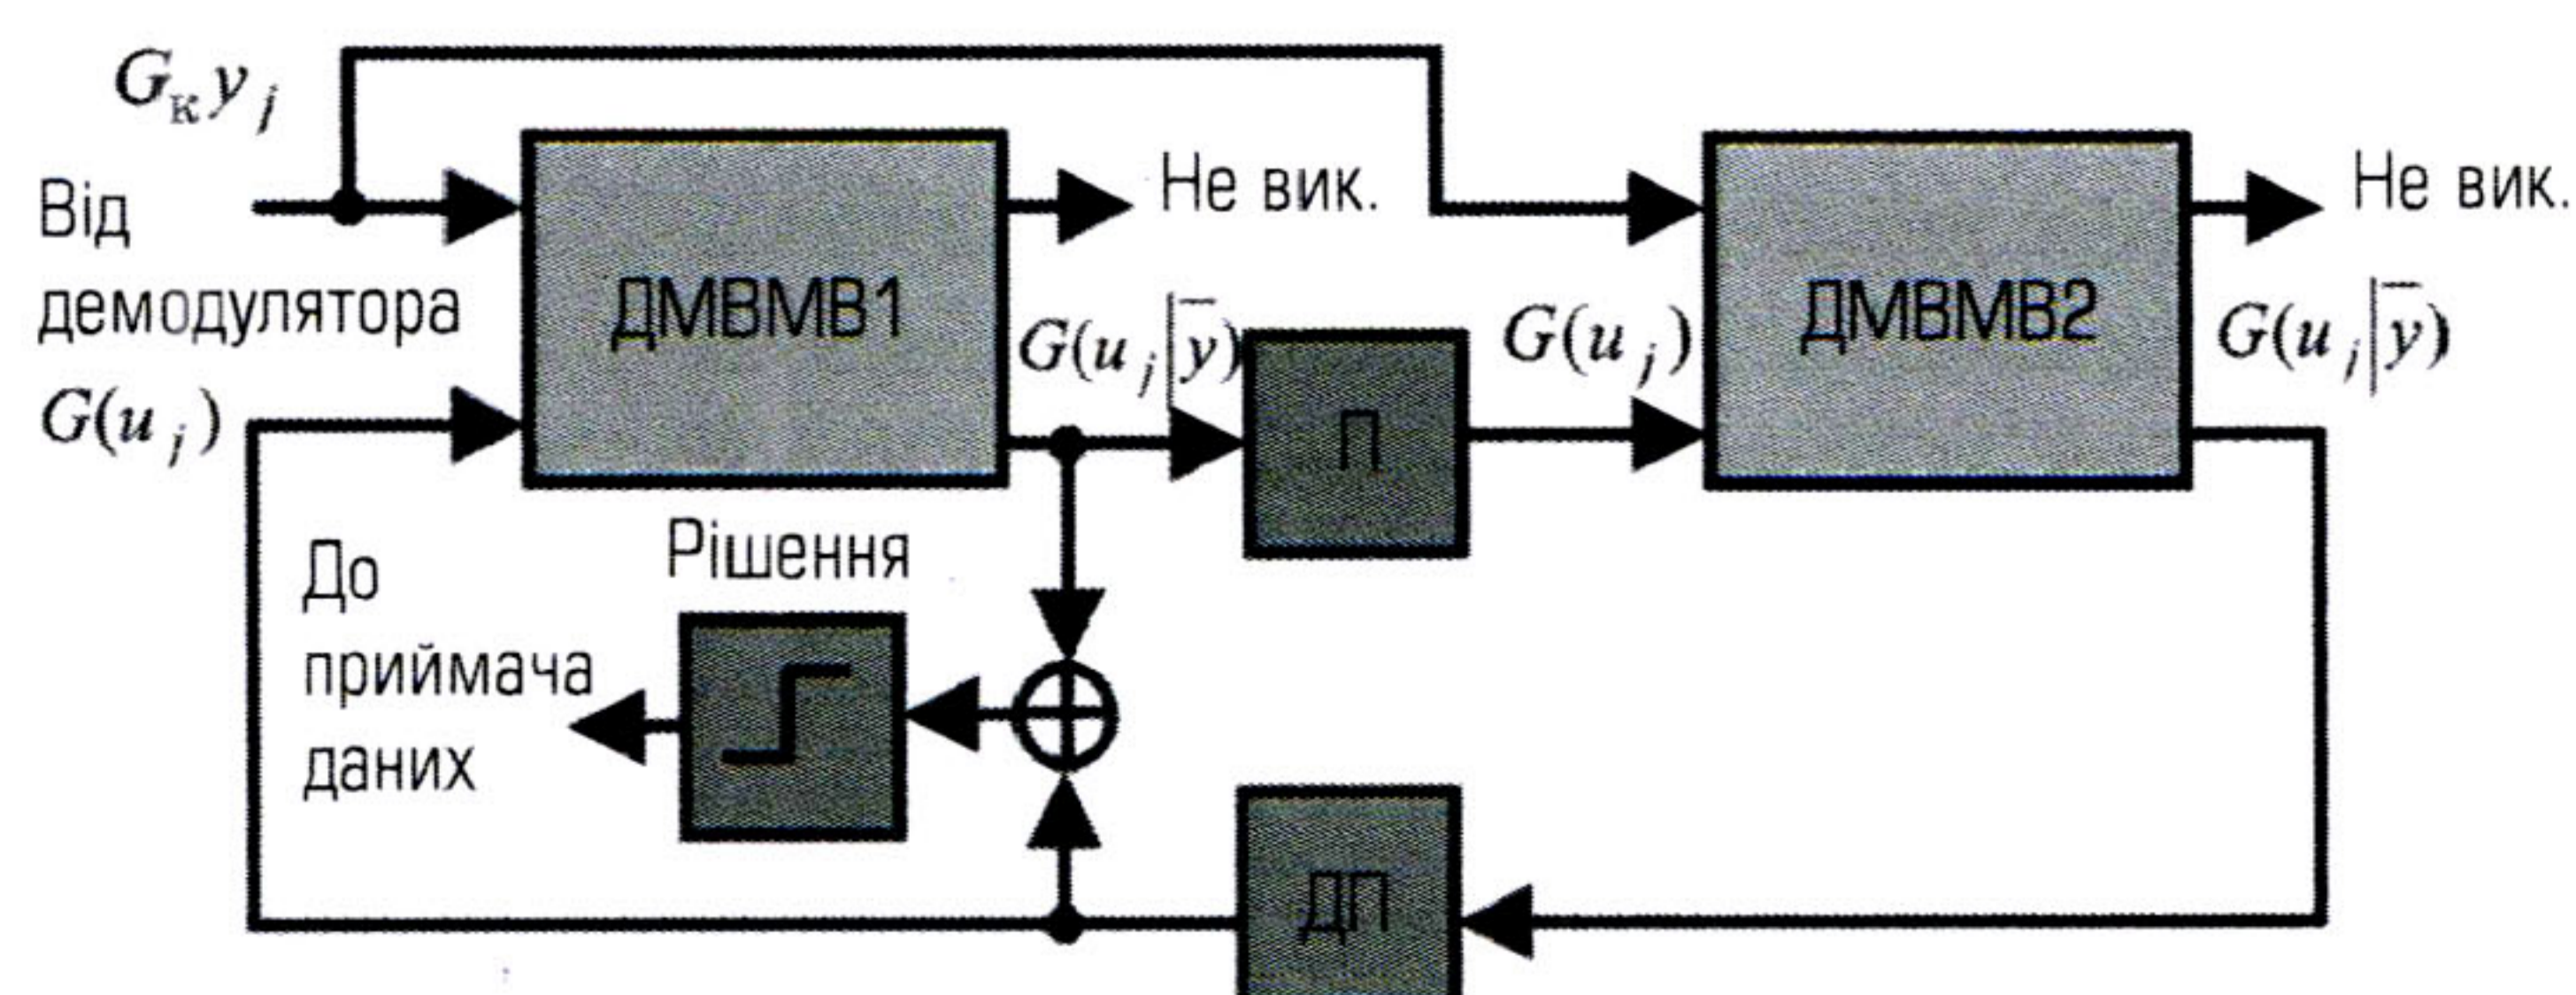 Gкyj
Від
демодулятора
G(uj)
ДМВМВ1
Не вик.
G(uj|y̅)
П
G(uj)
ДМВМВ2
Не вик.
G(uj|y̅)
До
приймача
даних
Рішення
ДП